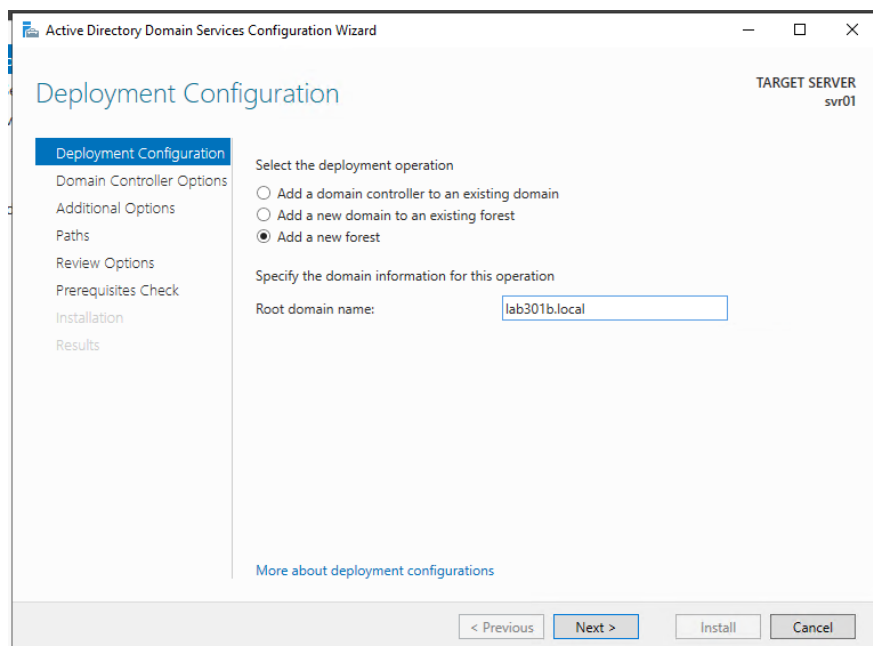 Active Directory Domain Services Configuration Wizard
Deployment Configuration
TARGET SERVER
svr01
Deployment Configuration
Domain Controller Options
Additional Options
Paths
Review Options
Prerequisites Check
Installation
Results
Select the deployment operation
Add a domain controller to an existing domain
Add a new domain to an existing forest
Add a new forest
Specify the domain information for this operation
Root domain name:
lab301b.local
More about deployment configurations
< Previous
Next >
Install
Cancel